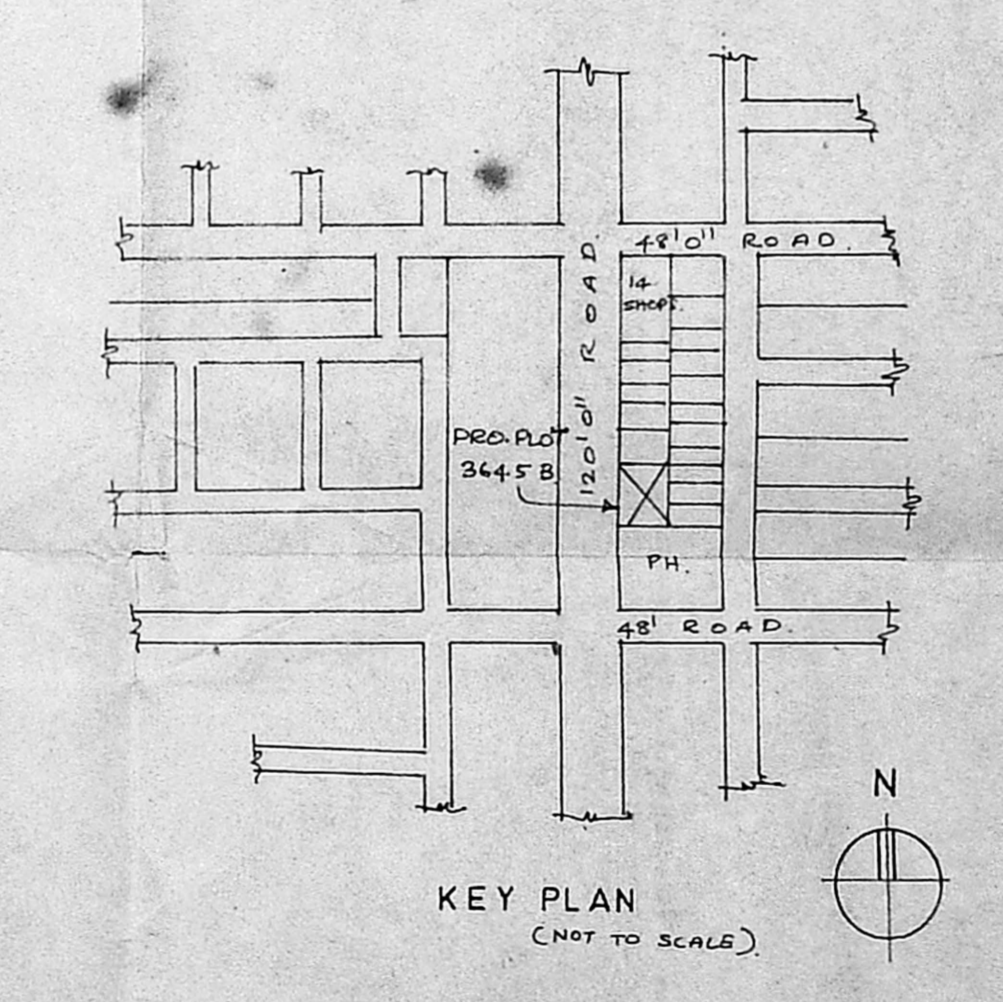 48'0" ROAD.
14
SHOPS.
120'0" ROAD.
PRO. PLOT
3645 B
PH.
48' ROAD.
N
KEY PLAN
(NOT TO SCALE).